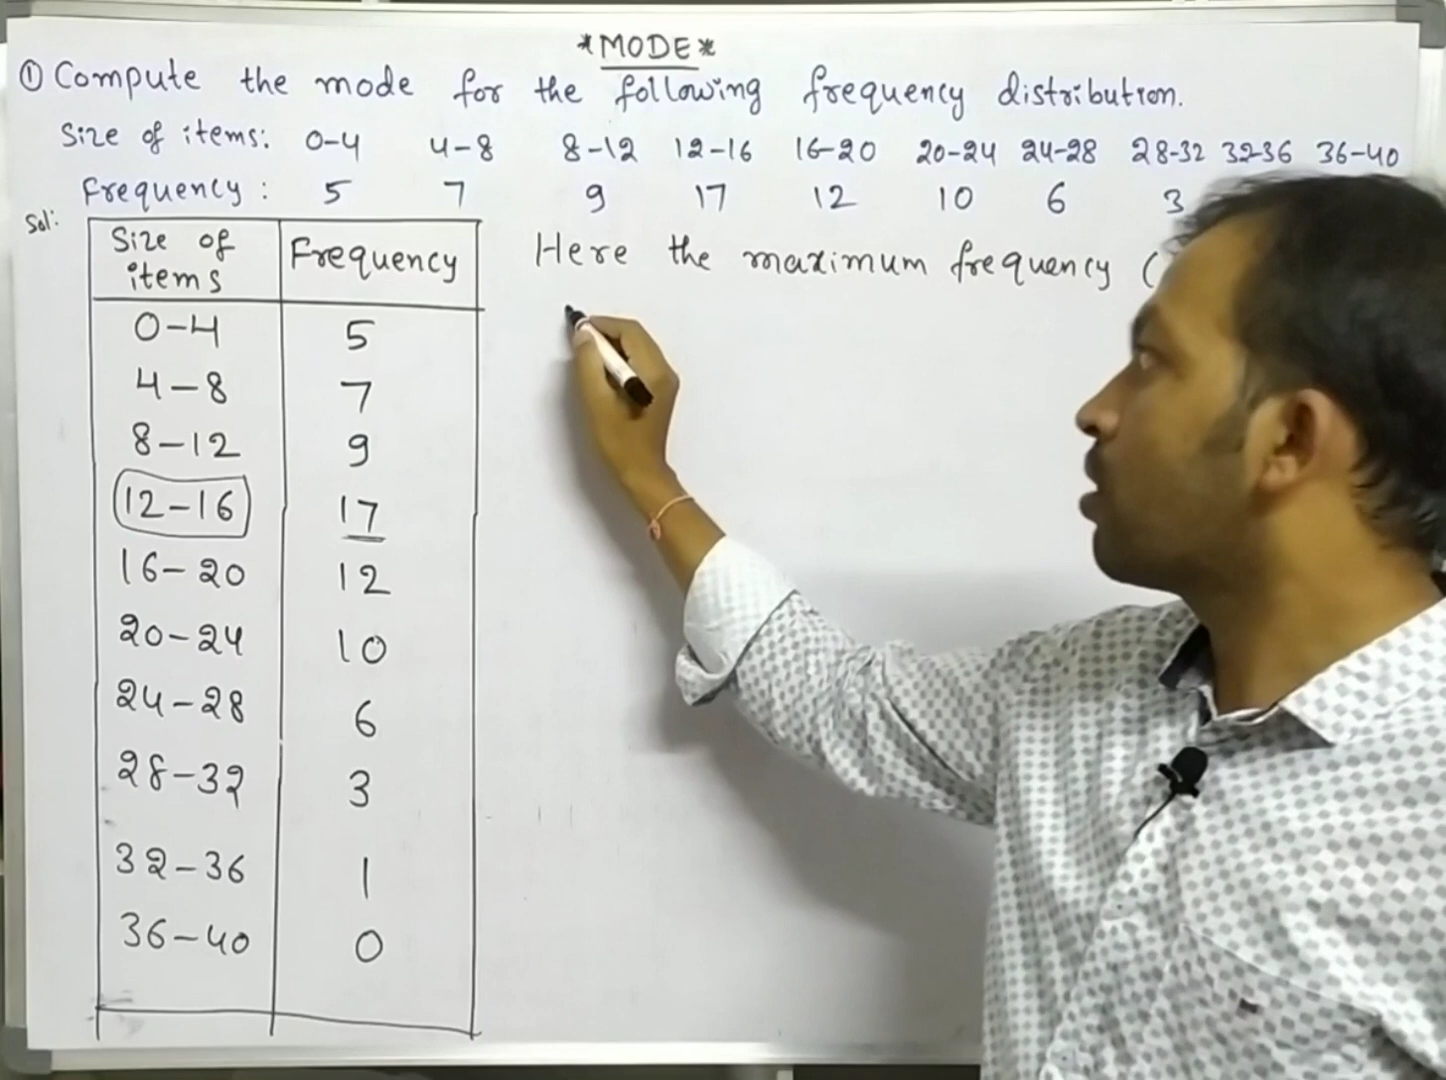 *MODE*
① Compute the mode for the following frequency distribution.
Size of items: 0-4 4-8 8-12 12-16 16-20 20-24 24-28 28-32 32-36 36-40
Frequency: 5 7 9 17 12 10 6 3
Sol:
Size of items Frequency
0-4 5
4-8 7
8-12 9
12-16 17
16-20 12
20-24 10
24-28 6
28-32 3
32-36 1
36-40 0
Here the maximum frequency (